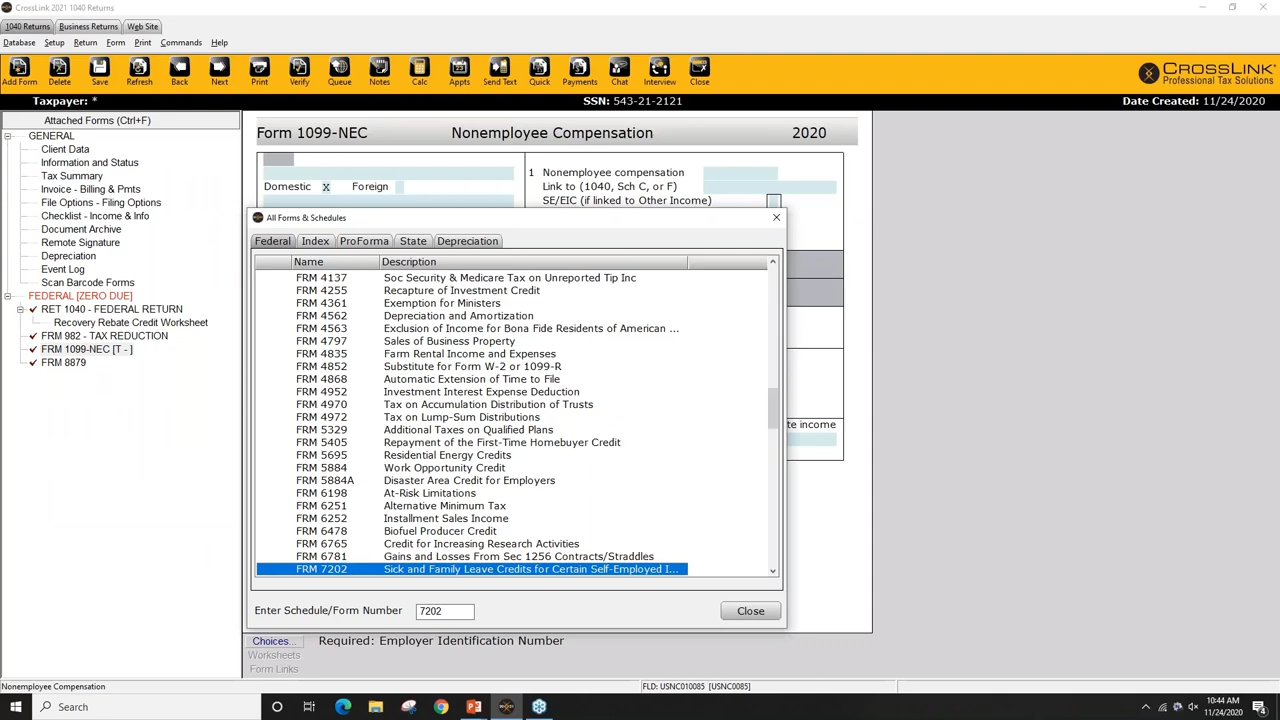 CrossLink 2021 1040 Returns
1040 Returns Business Returns Web Site
Database Setup Return Form Print Commands Help
Add Form Delete Save Refresh Back Next Print Verify Queue Notes Calc Appts Send Text Quick Payments Chat Interview Close
CROSSLINK
Professional Tax Solutions
Taxpayer: * SSN: 543-21-2121 Date Created: 11/24/2020
Attached Forms (Ctrl+F)
GENERAL
Client Data
Information and Status
Tax Summary
Invoice - Billing & Pmts
File Options - Filing Options
Checklist - Income & Info
Document Archive
Remote Signature
Depreciation
Event Log
Scan Barcode Forms
FEDERAL [ZERO DUE]
RET 1040 - FEDERAL RETURN
Recovery Rebate Credit Worksheet
FRM 982 - TAX REDUCTION
FRM 1099-NEC [T - ]
FRM 8879
Form 1099-NEC Nonemployee Compensation 2020
Domestic X Foreign
1 Nonemployee compensation
Link to (1040, Sch C, or F)
SE/EIC (if linked to Other Income)
te income
All Forms & Schedules
Federal Index ProForma State Depreciation
Name Description
FRM 4137 Soc Security & Medicare Tax on Unreported Tip Inc
FRM 4255 Recapture of Investment Credit
FRM 4361 Exemption for Ministers
FRM 4562 Depreciation and Amortization
FRM 4563 Exclusion of Income for Bona Fide Residents of American ...
FRM 4797 Sales of Business Property
FRM 4835 Farm Rental Income and Expenses
FRM 4852 Substitute for Form W-2 or 1099-R
FRM 4868 Automatic Extension of Time to File
FRM 4952 Investment Interest Expense Deduction
FRM 4970 Tax on Accumulation Distribution of Trusts
FRM 4972 Tax on Lump-Sum Distributions
FRM 5329 Additional Taxes on Qualified Plans
FRM 5405 Repayment of the First-Time Homebuyer Credit
FRM 5695 Residential Energy Credits
FRM 5884 Work Opportunity Credit
FRM 5884A Disaster Area Credit for Employers
FRM 6198 At-Risk Limitations
FRM 6251 Alternative Minimum Tax
FRM 6252 Installment Sales Income
FRM 6478 Biofuel Producer Credit
FRM 6765 Credit for Increasing Research Activities
FRM 6781 Gains and Losses From Sec 1256 Contracts/Straddles
FRM 7202 Sick and Family Leave Credits for Certain Self-Employed I...
Enter Schedule/Form Number 7202 Close
Choices... Required: Employer Identification Number
Worksheets
Form Links
Nonemployee Compensation FLD: USNC010085 [USNC0085]
Search
10:44 AM
11/24/2020
4